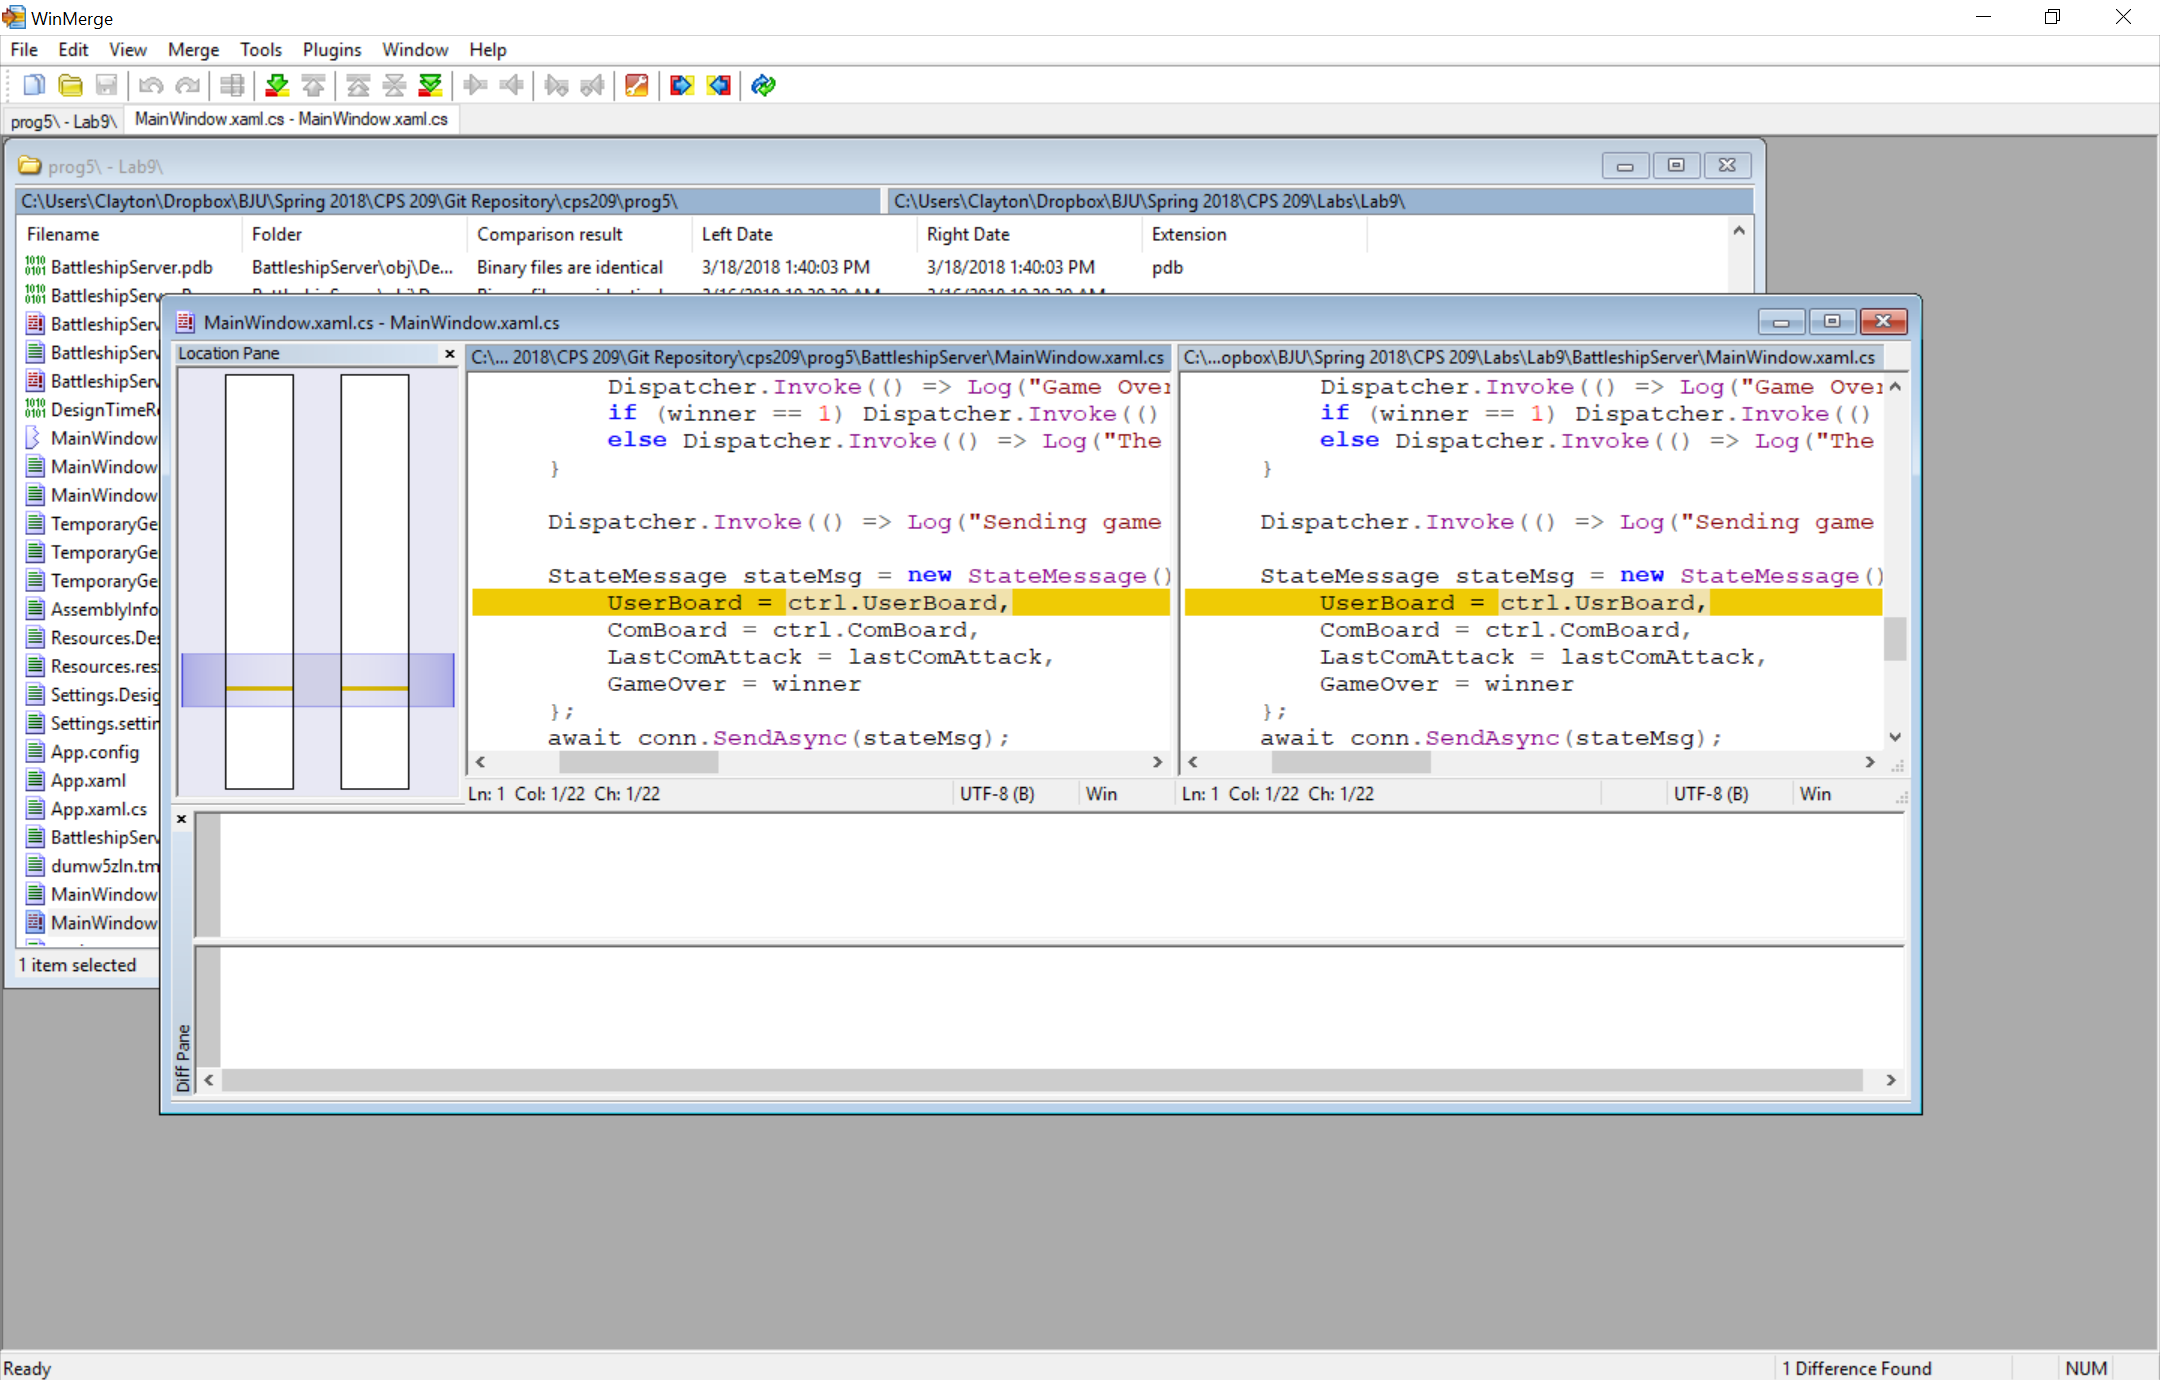 WinMerge
File Edit View Merge Tools Plugins Window Help
prog5\ - Lab9\ MainWindow.xaml.cs - MainWindow.xaml.cs
prog5\ - Lab9\
C:\Users\Clayton\Dropbox\BJU\Spring 2018\CPS 209\Git Repository\cps209\prog5\ C:\Users\Clayton\Dropbox\BJU\Spring 2018\CPS 209\Labs\Lab9\
Filename Folder Comparison result Left Date Right Date Extension
BattleshipServer.pdb BattleshipServer\obj\De... Binary files are identical 3/18/2018 1:40:03 PM 3/18/2018 1:40:03 PM pdb
BattleshipServ
BattleshipServ
BattleshipServ
BattleshipServ
DesignTimeRe
MainWindow
MainWindow
MainWindow
TemporaryGe
TemporaryGe
TemporaryGe
AssemblyInfo
Resources.De
Resources.res
Settings.Desig
Settings.settin
App.config
App.xaml
App.xaml.cs
BattleshipServ
dumw5zln.tm
MainWindow
MainWindow
1 item selected
MainWindow.xaml.cs - MainWindow.xaml.cs
Location Pane
C:\... 2018\CPS 209\Git Repository\cps209\prog5\BattleshipServer\MainWindow.xaml.cs
Dispatcher.Invoke(() => Log("Game Over
if (winner == 1) Dispatcher.Invoke(()
else Dispatcher.Invoke(() => Log("The
}
Dispatcher.Invoke(() => Log("Sending game
StateMessage stateMsg = new StateMessage()
UserBoard = ctrl.UserBoard,
ComBoard = ctrl.ComBoard,
LastComAttack = lastComAttack,
GameOver = winner
};
await conn.SendAsync(stateMsg);
Ln: 1 Col: 1/22 Ch: 1/22 UTF-8 (B) Win
C:\...opbox\BJU\Spring 2018\CPS 209\Labs\Lab9\BattleshipServer\MainWindow.xaml.cs
Dispatcher.Invoke(() => Log("Game Over
if (winner == 1) Dispatcher.Invoke(()
else Dispatcher.Invoke(() => Log("The
}
Dispatcher.Invoke(() => Log("Sending game
StateMessage stateMsg = new StateMessage()
UserBoard = ctrl.UsrBoard,
ComBoard = ctrl.ComBoard,
LastComAttack = lastComAttack,
GameOver = winner
};
await conn.SendAsync(stateMsg);
Ln: 1 Col: 1/22 Ch: 1/22 UTF-8 (B) Win
Diff Pane
Ready 1 Difference Found NUM